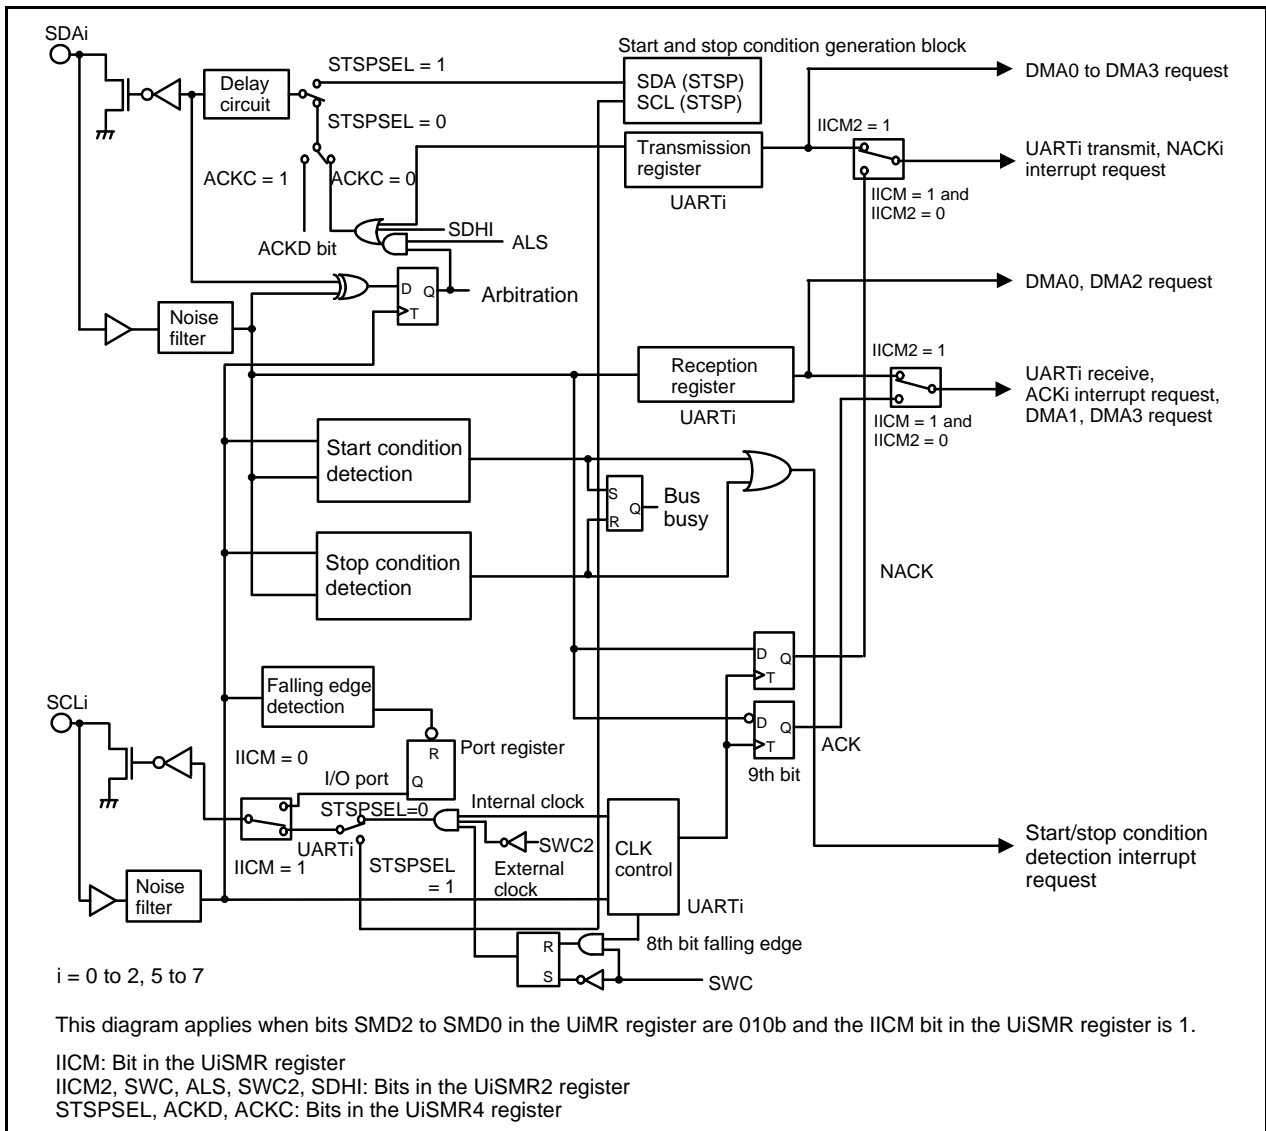 SDAi
Start and stop condition generation block
STSPSEL = 1
Delay
circuit
SDA (STSP)
SCL (STSP)
DMA0 to DMA3 request
STSPSEL = 0
IICM2 = 1
Transmission
register
UARTi
UARTi transmit, NACKi
interrupt request
ACKC = 1
ACKC = 0
IICM = 1 and
IICM2 = 0
SDHI
ALS
ACKD bit
D
Q
T
Arbitration
DMA0, DMA2 request
Noise
filter
IICM2 = 1
Reception
register
UARTi
UARTi receive,
ACKi interrupt request,
DMA1, DMA3 request
IICM = 1 and
IICM2 = 0
Start condition
detection
S
R
Q
Bus
busy
Stop condition
detection
NACK
D
Q
T
Falling edge
detection
SCLi
D
Q
T
ACK
9th bit
R
Q
Port register
IICM = 0
I/O port
STSPSEL=0
Internal clock
SWC2
UARTi
IICM = 1
STSPSEL
= 1
External
clock
CLK
control
UARTi
Start/stop condition
detection interrupt
request
Noise
filter
R
S
8th bit falling edge
SWC
i = 0 to 2, 5 to 7
This diagram applies when bits SMD2 to SMD0 in the UiMR register are 010b and the IICM bit in the UiSMR register is 1.
IICM: Bit in the UiSMR register
IICM2, SWC, ALS, SWC2, SDHI: Bits in the UiSMR2 register
STSPSEL, ACKD, ACKC: Bits in the UiSMR4 register